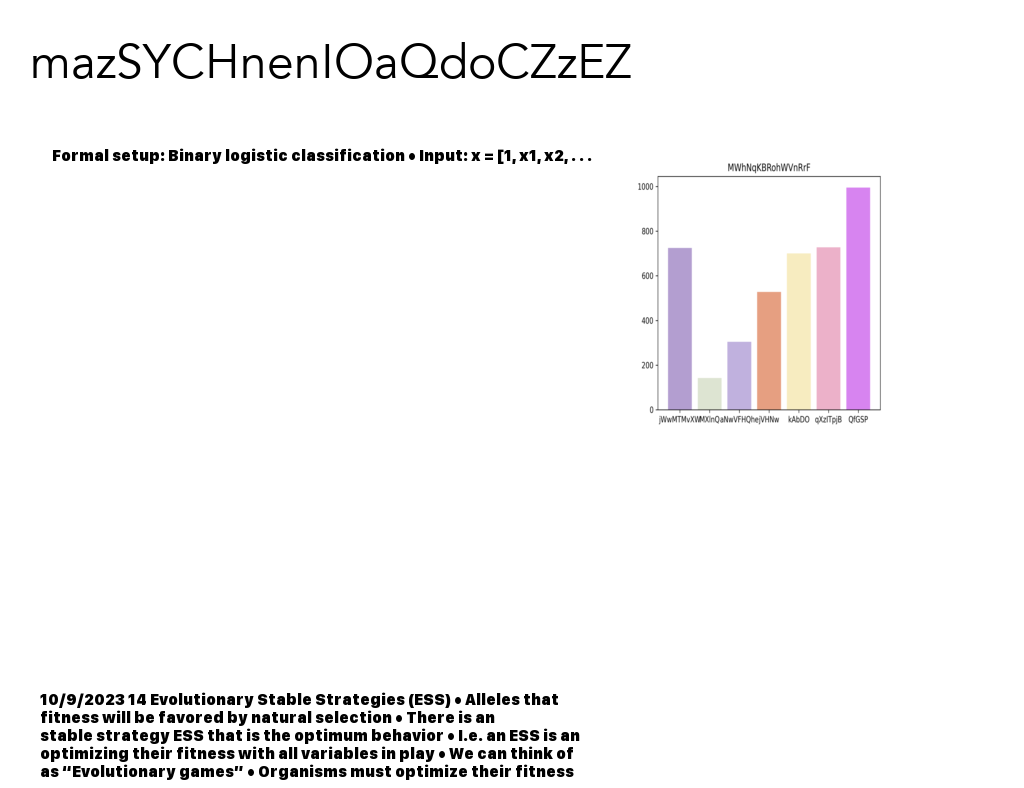 mazSYCHnenIOaQdoCZzEZ
Formal setup: Binary logistic classification • Input: x = [1, x1, x2, . . .
MWhNqKBRohWVnRrF
1000
800
600
400
200
0
kAbDO qXzlTpjB QfGSP
10/9/2023 14 Evolutionary Stable Strategies (ESS) • Alleles that
fitness will be favored by natural selection • There is an
stable strategy ESS that is the optimum behavior • I.e. an ESS is an
optimizing their fitness with all variables in play • We can think of
as “Evolutionary games” • Organisms must optimize their fitness